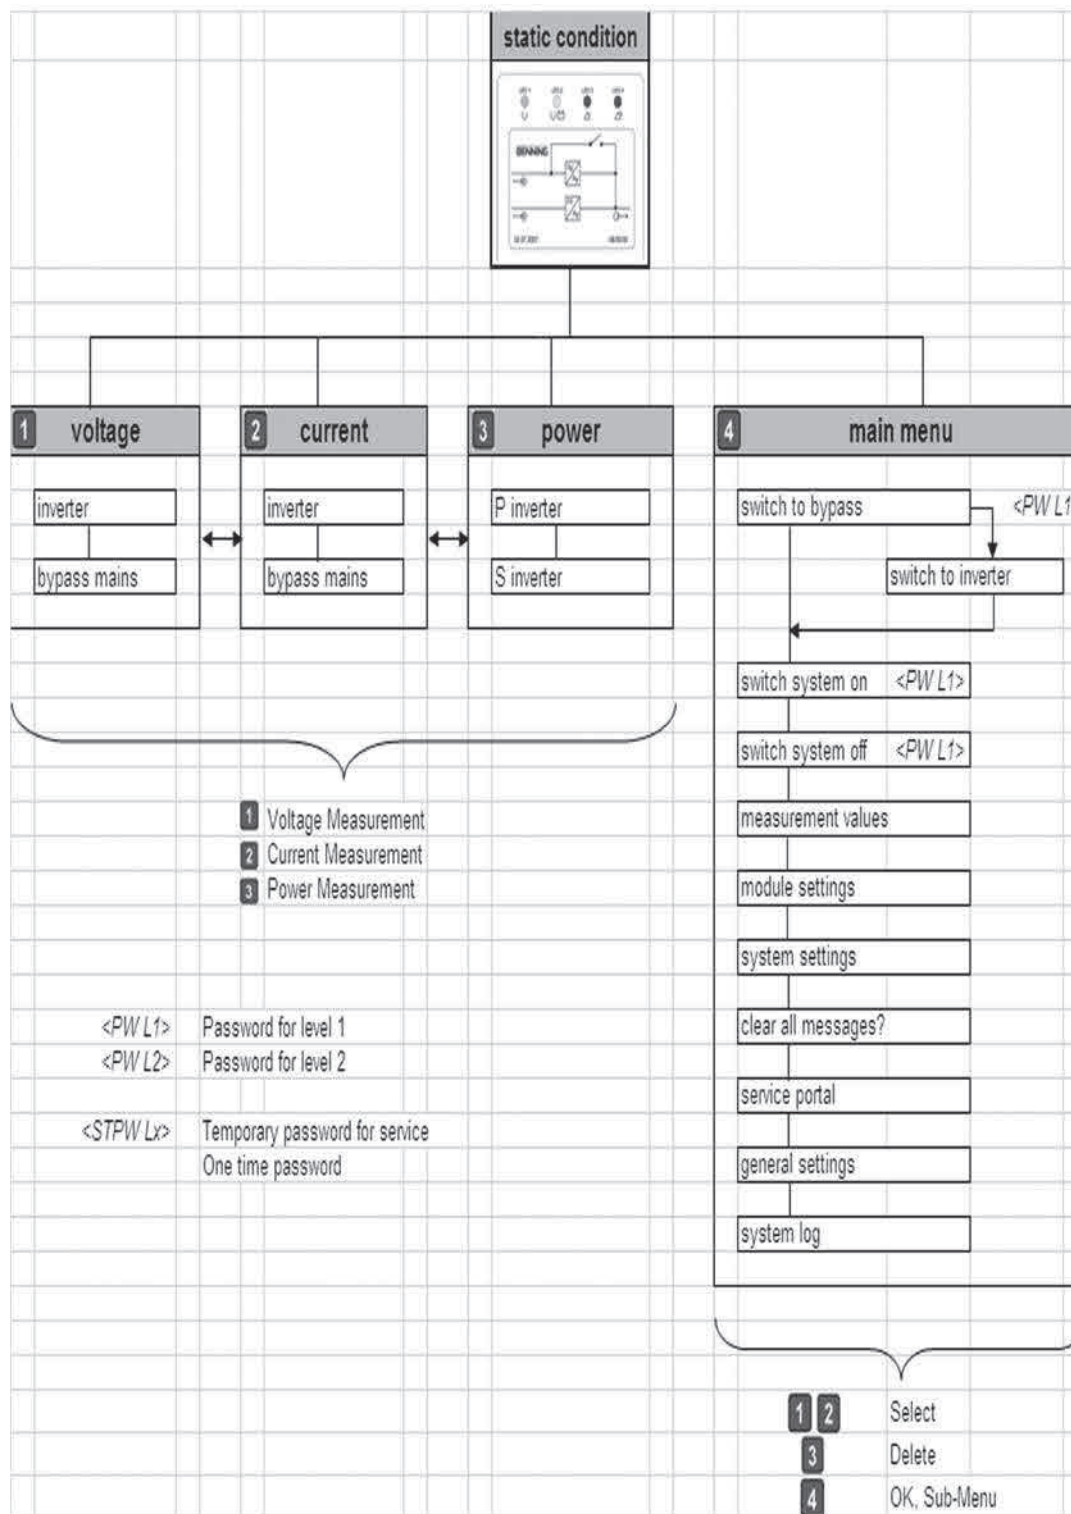 static condition
BENNING
1 voltage
inverter
bypass mains
2 current
inverter
bypass mains
3 power
P inverter
S inverter
4 main menu
switch to bypass <PW L1
switch to inverter
switch system on <PW L1>
switch system off <PW L1>
measurement values
module settings
system settings
clear all messages?
service portal
general settings
system log
1 Voltage Measurement
2 Current Measurement
3 Power Measurement
<PW L1> Password for level 1
<PW L2> Password for level 2
<STPW Lx> Temporary password for service
One time password
1 2 Select
3 Delete
4 OK, Sub-Menu